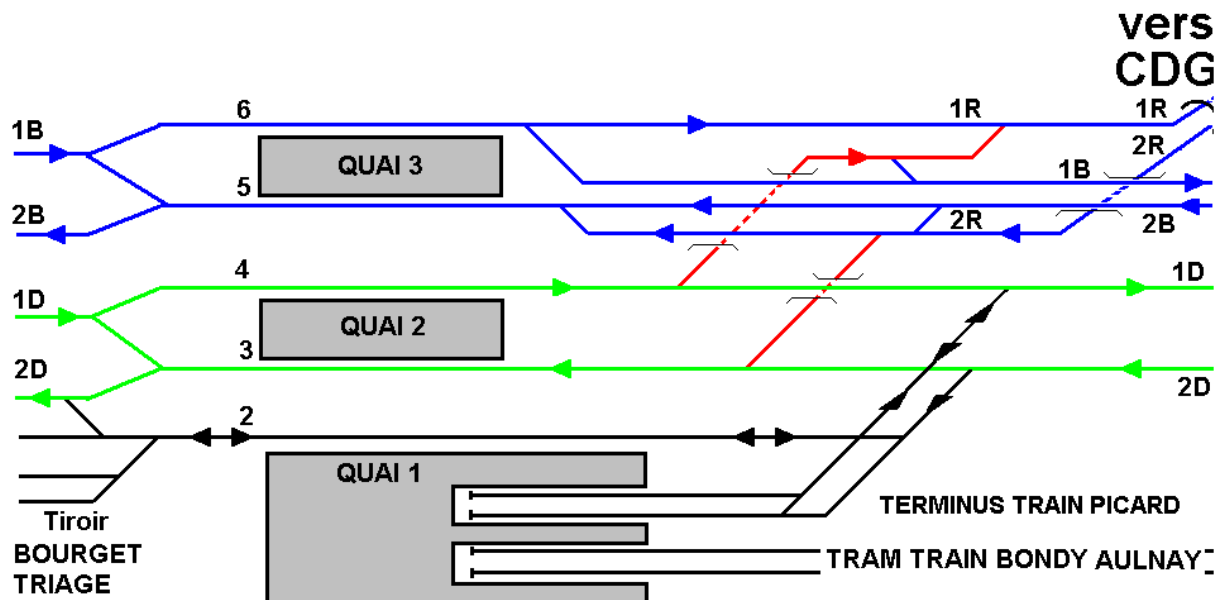 vers
CDG
6
1R
1R
1B
2R
QUAI 3
1B
5
2B
2R
2B
4
1D
1D
QUAI 2
3
2D
2D
2
QUAI 1
TERMINUS TRAIN PICARD
Tiroir
BOURGET
TRIAGE
TRAM TRAIN BONDY AULNAY